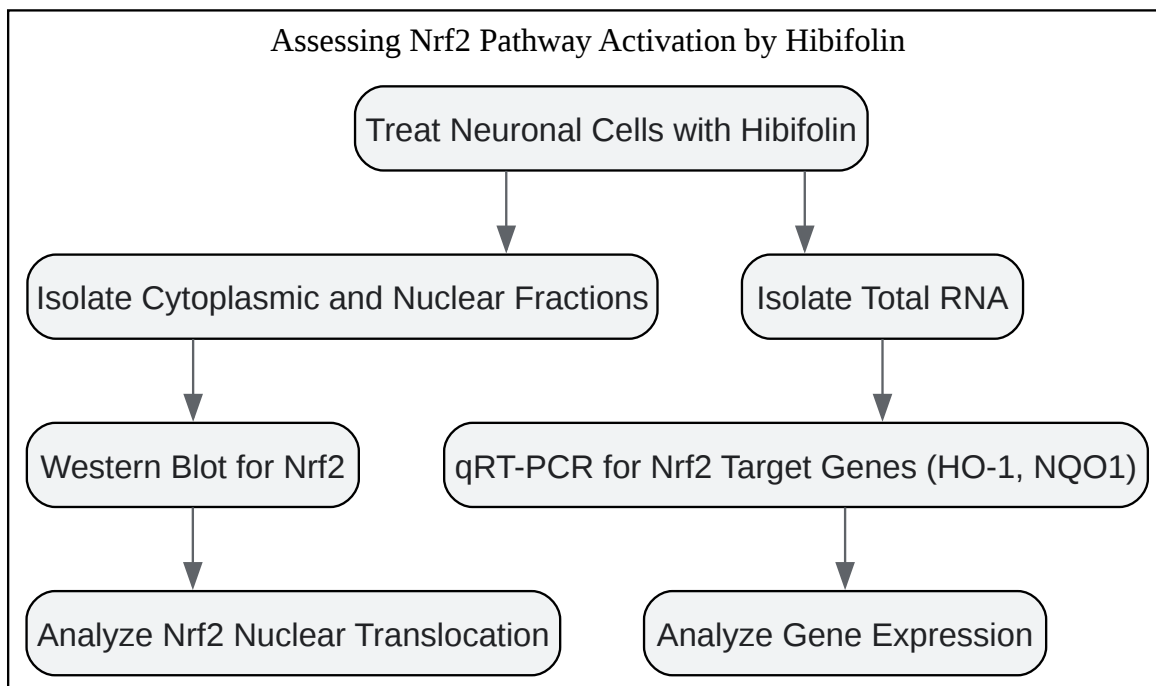 Assessing Nrf2 Pathway Activation by Hibifolin
Treat Neuronal Cells with Hibifolin
Isolate Cytoplasmic and Nuclear Fractions
Isolate Total RNA
Western Blot for Nrf2
qRT-PCR for Nrf2 Target Genes (HO-1, NQO1)
Analyze Nrf2 Nuclear Translocation
Analyze Gene Expression